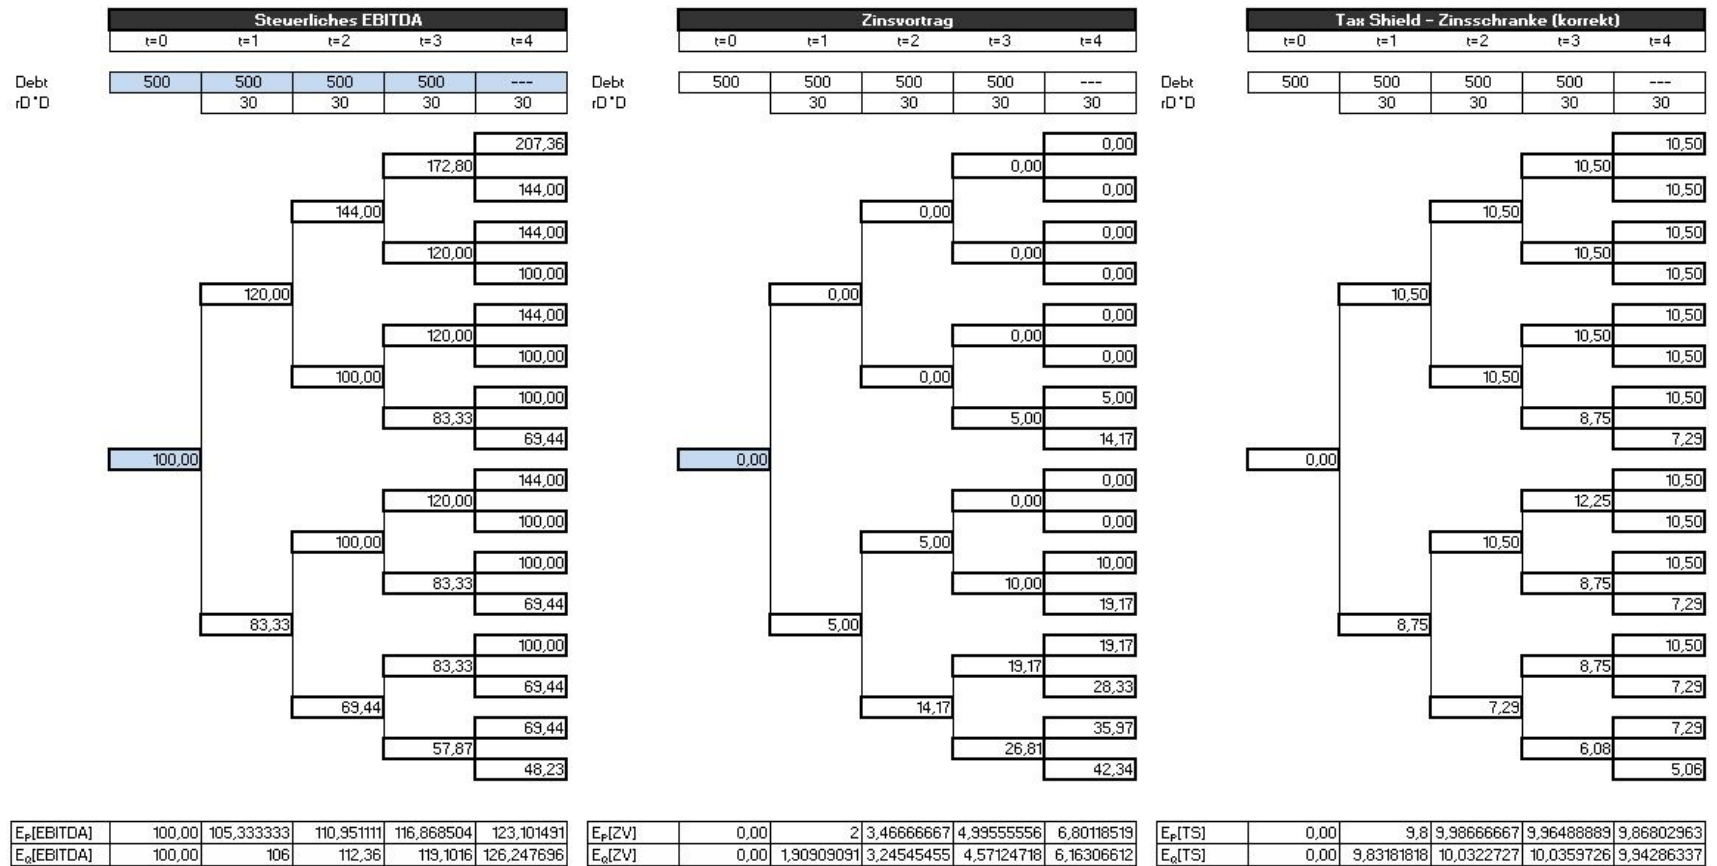 Steuerliches EBITDA Zinsvortrag Tax Shield - Zinsschranke (korrekt)
t=0 t=1 t=2 t=3 t=4 t=0 t=1 t=2 t=3 t=4 t=0 t=1 t=2 t=3 t=4
Debt 500 500 500 500 --- Debt 500 500 500 500 --- Debt 500 500 500 500 ---
rD*D 30 30 30 30 rD*D 30 30 30 30 rD*D 30 30 30 30
207,36 0,00 10,50
172,80 0,00 10,50
144,00 0,00 10,50
144,00 0,00 10,50
144,00 0,00 10,50
120,00 0,00 10,50
100,00 0,00 10,50
120,00 0,00 10,50
144,00 0,00 10,50
120,00 0,00 10,50
100,00 0,00 10,50
100,00 0,00 10,50
100,00 5,00 10,50
83,33 5,00 8,75
69,44 14,17 7,29
100,00 0,00 0,00
144,00 0,00 10,50
120,00 0,00 12,25
100,00 0,00 10,50
100,00 5,00 10,50
100,00 10,00 10,50
83,33 10,00 8,75
69,44 19,17 7,29
83,33 5,00 8,75
100,00 19,17 10,50
83,33 19,17 8,75
69,44 28,33 7,29
69,44 14,17 7,29
69,44 35,97 7,29
57,87 26,81 6,08
48,23 42,34 5,06
EP[EBITDA] 100,00 105,333333 110,951111 116,868504 123,101491 EP[ZV] 0,00 2 3,46666667 4,99555556 6,80118519 EP[TS] 0,00 9,8 9,98666667 9,96488889 9,86802963
EQ[EBITDA] 100,00 106 112,36 119,1016 126,247696 EQ[ZV] 0,00 1,90909091 3,24545455 4,57124718 6,16306612 EQ[TS] 0,00 9,83181818 10,0322727 10,0359726 9,94286337